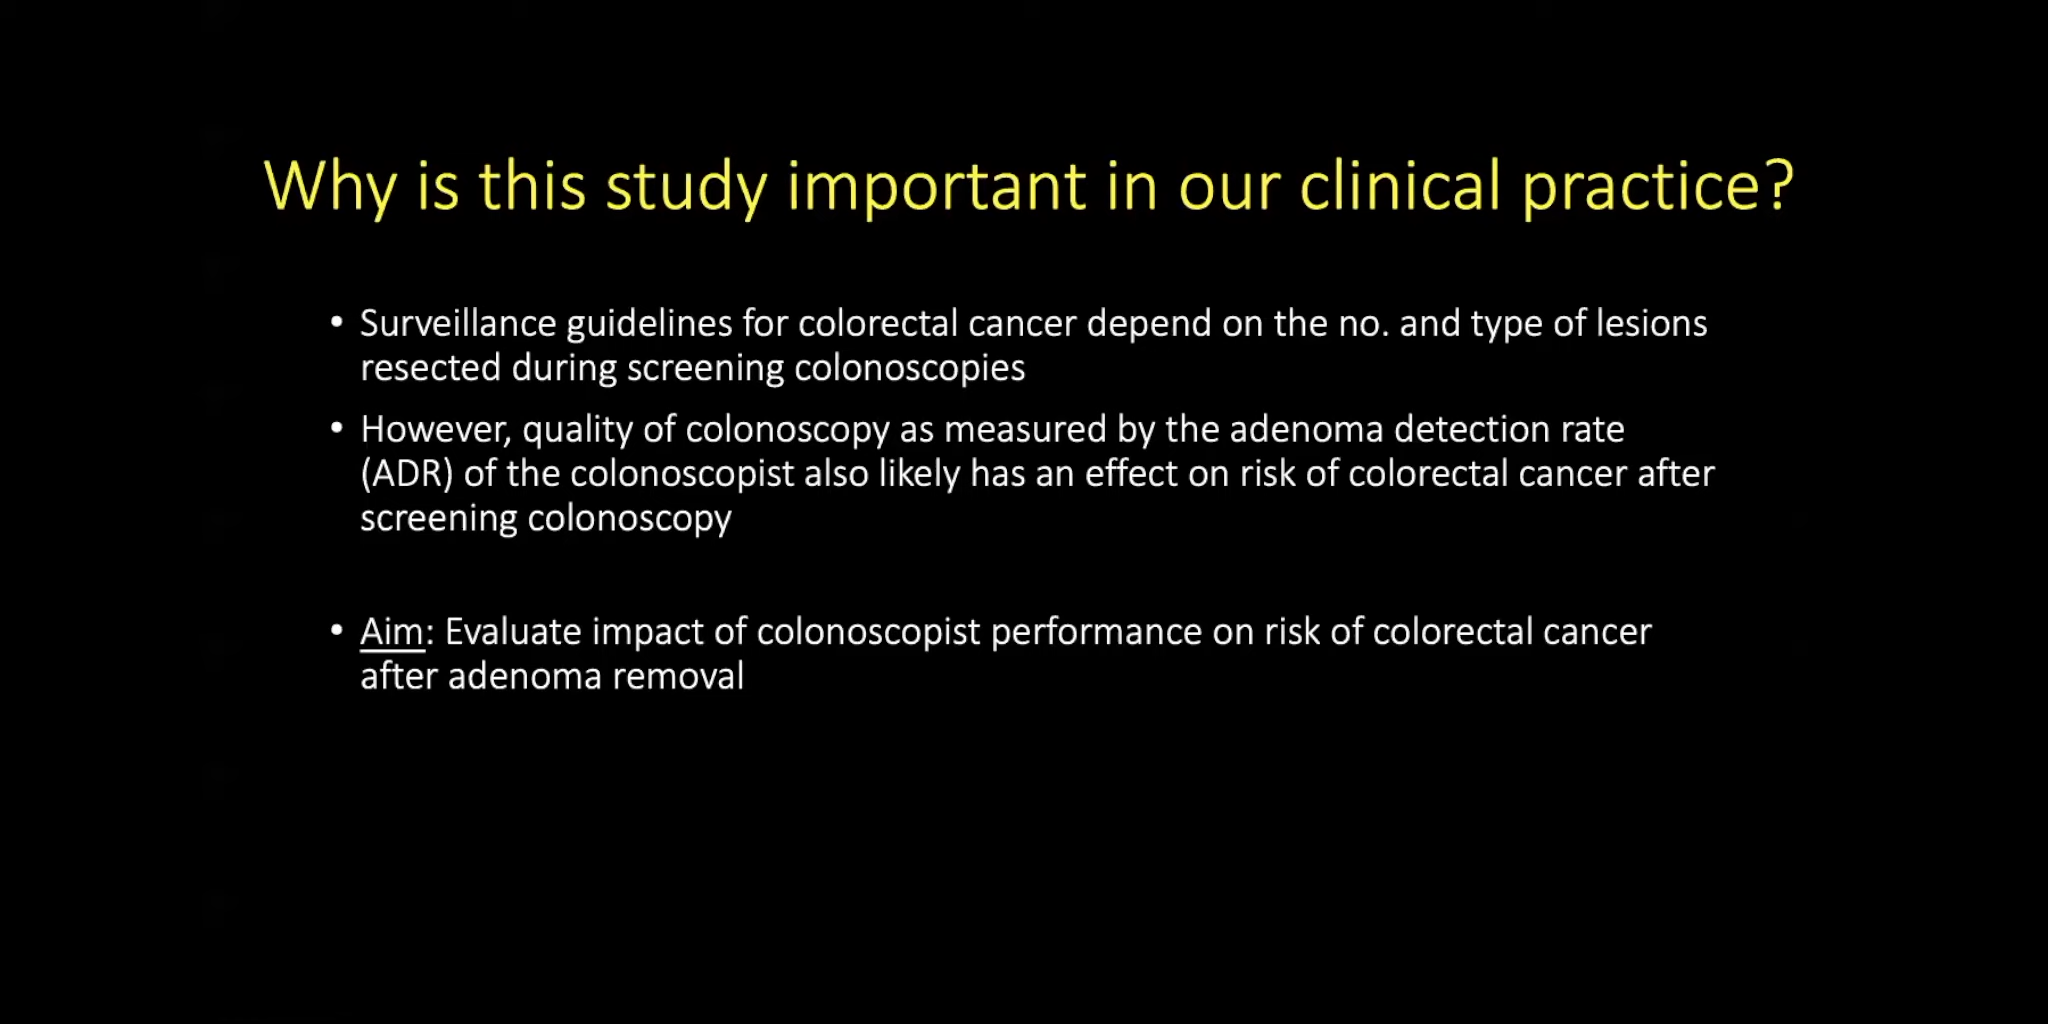 Why is this study important in our clinical practice?
• Surveillance guidelines for colorectal cancer depend on the no. and type of lesions
resected during screening colonoscopies
• However, quality of colonoscopy as measured by the adenoma detection rate
(ADR) of the colonoscopist also likely has an effect on risk of colorectal cancer after
screening colonoscopy
• Aim: Evaluate impact of colonoscopist performance on risk of colorectal cancer
after adenoma removal